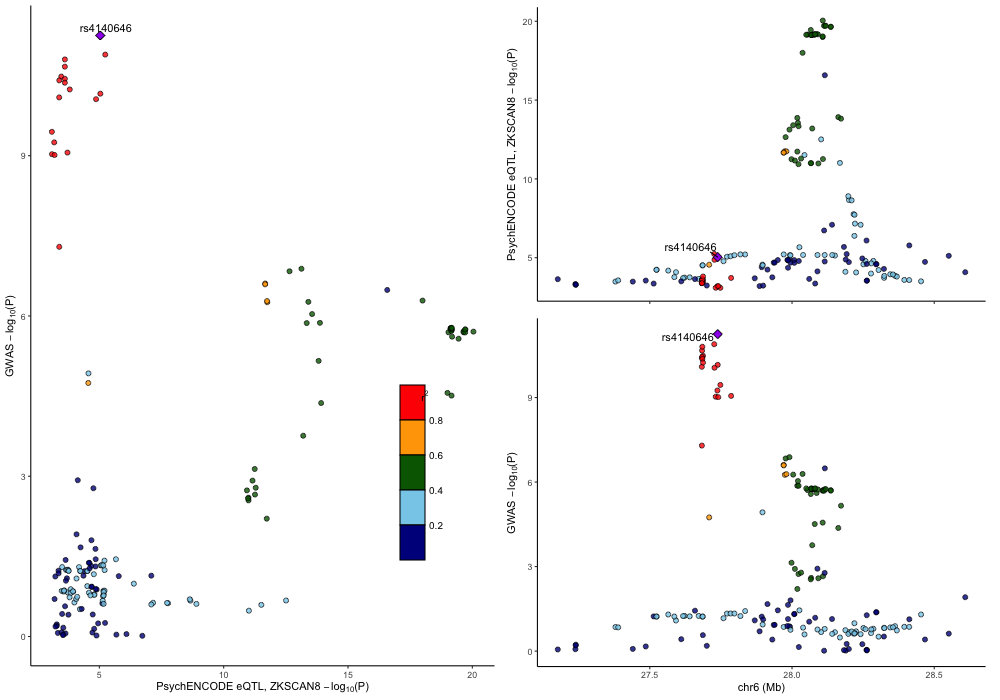 rs4140646
9
6
3
0
5
10
15
20
GWAS −log10(P)
PsychENCODE eQTL, ZKSCAN8 −log10(P)
r2
0.8
0.6
0.4
0.2
rs4140646
20
15
10
5
PsychENCODE eQTL, ZKSCAN8 −log10(P)
rs4140646
9
6
3
0
GWAS −log10(P)
27.5
28.0
28.5
chr6 (Mb)